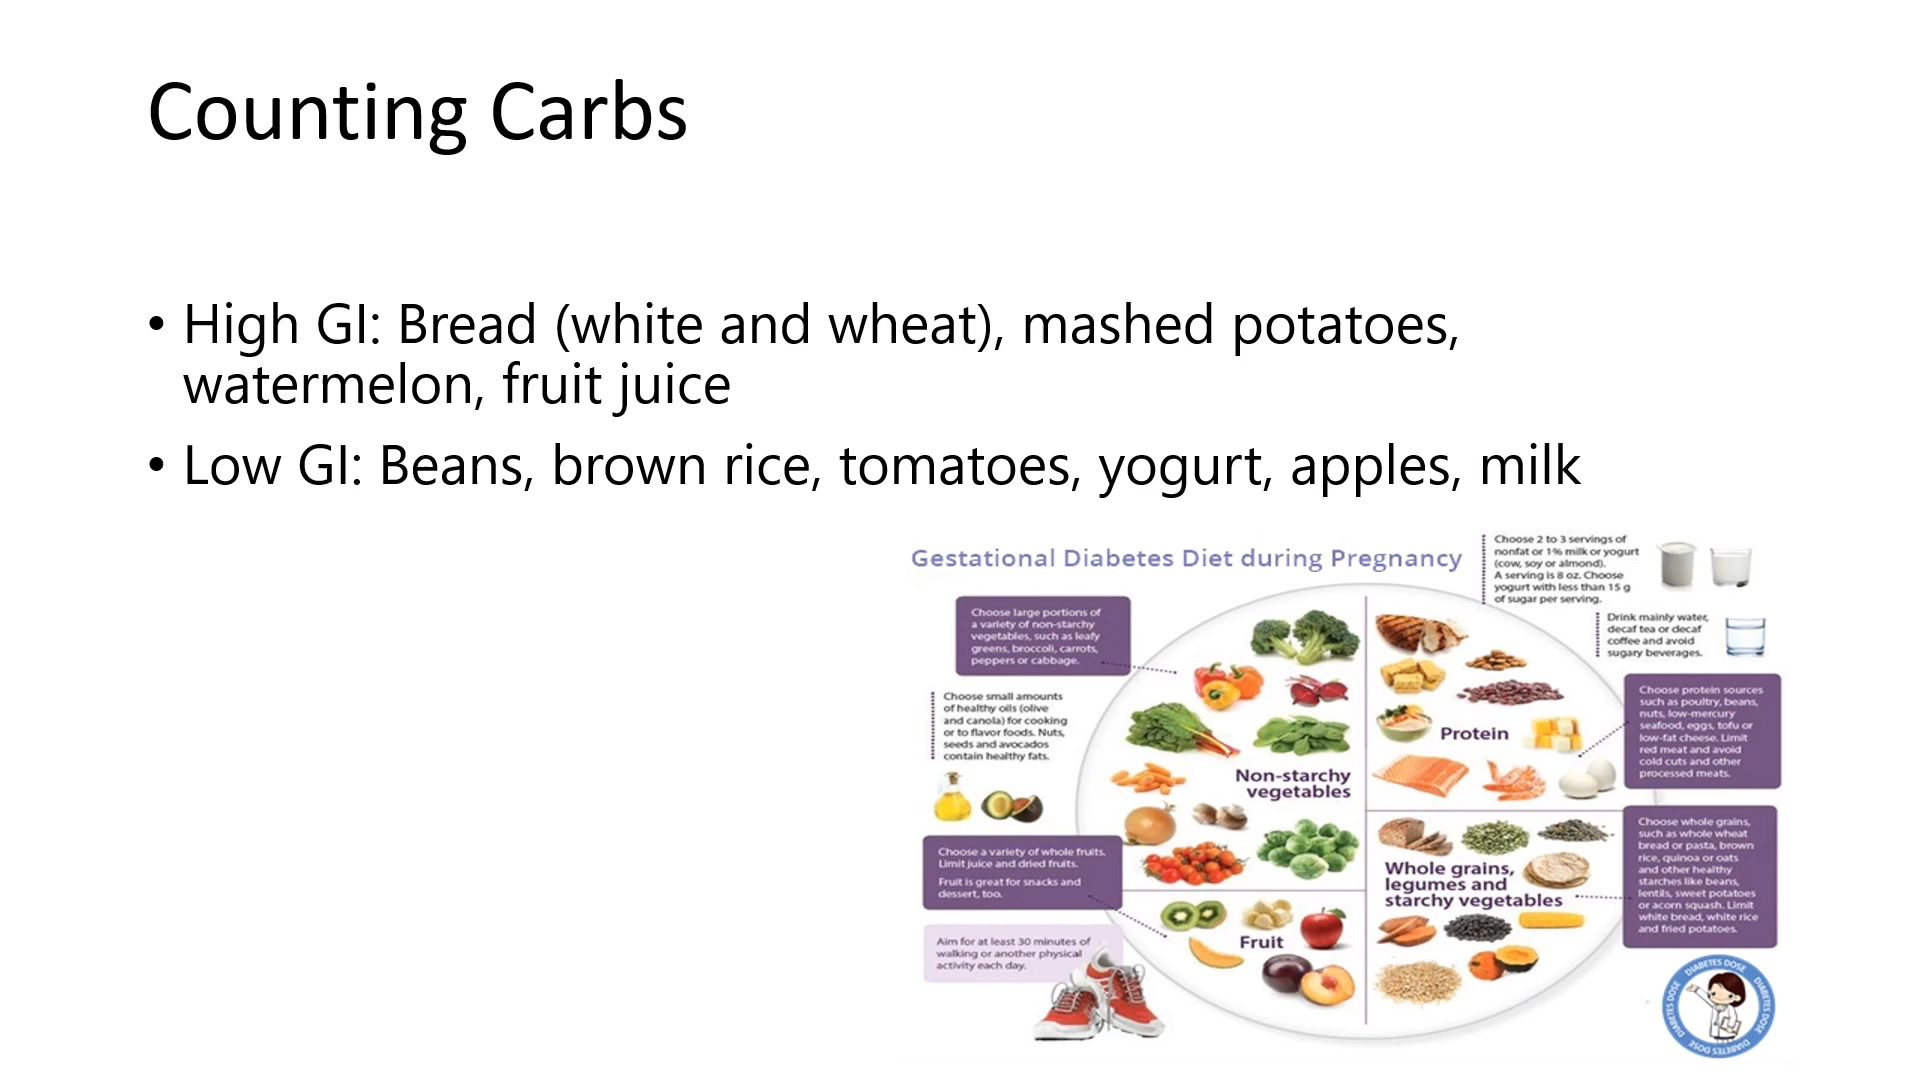 Counting Carbs
• High GI: Bread (white and wheat), mashed potatoes,
watermelon, fruit juice
• Low GI: Beans, brown rice, tomatoes, yogurt, apples, milk
Gestational Diabetes Diet during Pregnancy
Choose 2 to 3 servings of
nonfat or 1% milk or yogurt
(cow, soy or almond).
A serving is 8 oz. Choose
yogurt with less than 15 g
of sugar per serving.
Drink mainly water,
decaf tea or decaf
coffee and avoid
sugary beverages.
Choose large portions of
a variety of non-starchy
vegetables, such as leafy
greens, broccoli, carrots,
peppers or cabbage.
Choose small amounts
of healthy oils (olive
and canola) for cooking
or to flavor foods. Nuts,
seeds and avocados
contain healthy fats.
Non-starchy
vegetables
Protein
Choose protein sources
such as poultry, beans,
nuts, low-mercury
seafood, eggs, tofu or
low-fat cheese. Limit
red meat and avoid
cold cuts and other
processed meats.
Choose a variety of whole fruits.
Limit juice and dried fruits.
Fruit is great for snacks and
dessert, too.
Fruit
Whole grains,
legumes and
starchy vegetables
Choose whole grains,
such as whole wheat
bread or pasta, brown
rice, quinoa or oats
and other healthy
starches like beans,
lentils, sweet potatoes
or acorn squash. Limit
white bread, white rice
and fried potatoes.
Aim for at least 30 minutes of
walking or another physical
activity each day.
DIABETES DOSE
DIABETES DOSE
DIABETES DOSE
DIABETES DOSE